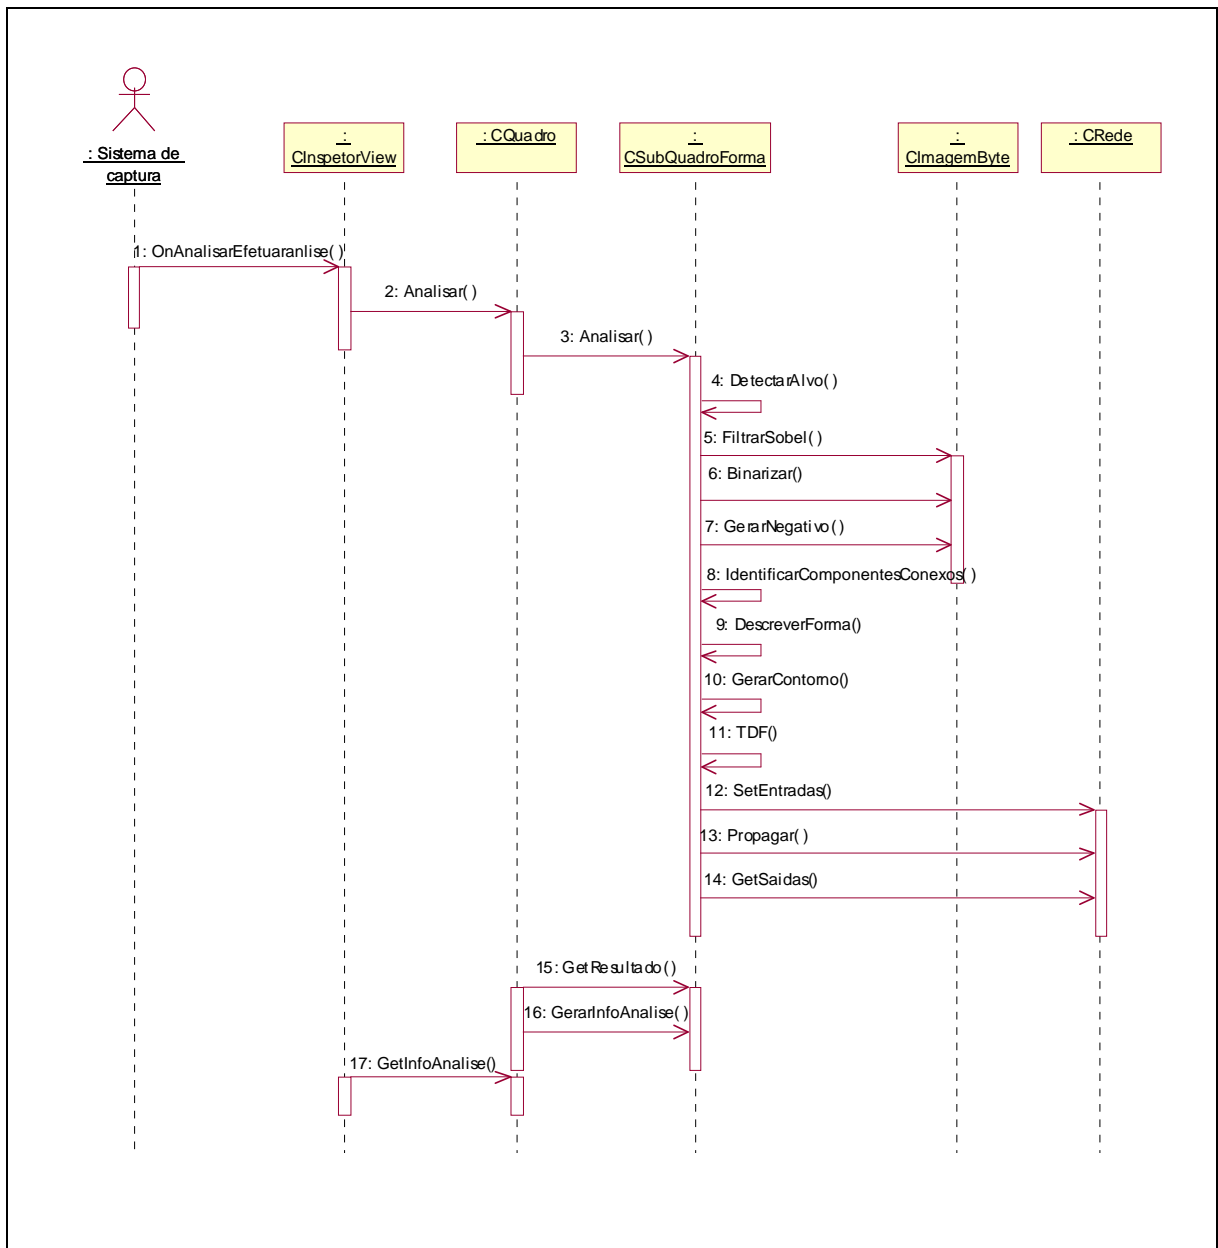 : Sistema de
captura
:
CInspetorView
: CQuadro
:
CSubQuadroForma
:
CImagemByte
: CRede
1: OnAnalisarEfetuaranlise( )
2: Analisar( )
3: Analisar( )
4: DetectarAlvo( )
5: FiltrarSobel( )
6: Binarizar()
7: GerarNegativo( )
8: IdentificarComponentesConexos( )
9: DescreverForma()
10: GerarContorno()
11: TDF()
12: SetEntradas()
13: Propagar( )
14: GetSaidas()
15: GetResultado( )
16: GerarInfoAnalise( )
17: GetInfoAnalise()